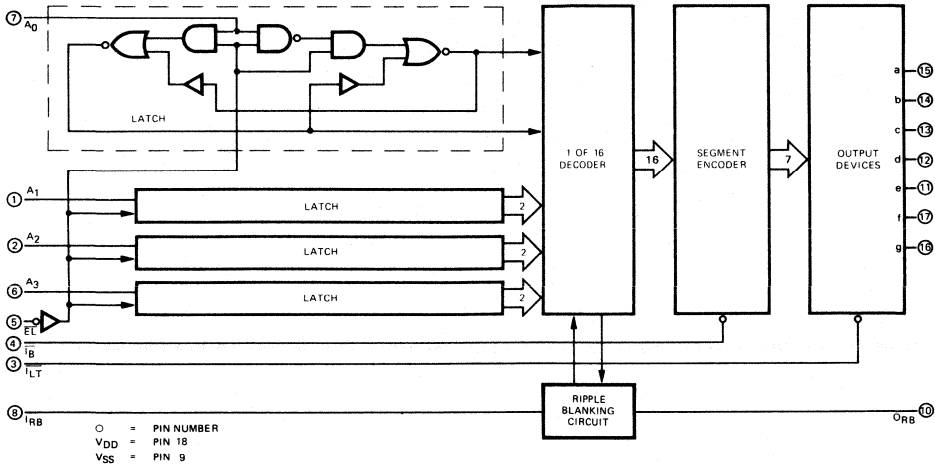 7 A0
LATCH
1 A1
LATCH
2
2 A2
LATCH
2
6 A3
LATCH
2
5 EL
4 IB
3 ILT
8 IRB
1 OF 16
DECODER
16
SEGMENT
ENCODER
7
OUTPUT
DEVICES
a 15
b 14
c 13
d 12
e 11
f 17
g 16
RIPPLE
BLANKING
CIRCUIT
ORB 10
O = PIN NUMBER
VDD = PIN 18
VSS = PIN 9